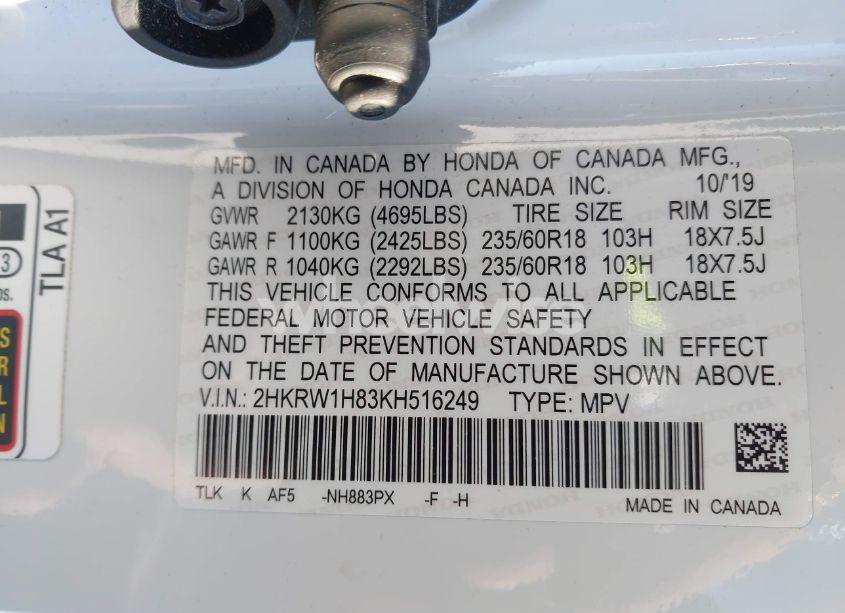 MFD. IN CANADA BY HONDA OF CANADA MFG.,
A DIVISION OF HONDA CANADA INC. 10/'19
GVWR 2130KG (4695LBS) TIRE SIZE RIM SIZE
GAWR F 1100KG (2425LBS) 235/60R18 103H 18X7.5J
GAWR R 1040KG (2292LBS) 235/60R18 103H 18X7.5J
THIS VEHICLE CONFORMS TO ALL APPLICABLE
FEDERAL MOTOR VEHICLE SAFETY
AND THEFT PREVENTION STANDARDS IN EFFECT
ON THE DATE OF MANUFACTURE SHOWN ABOVE.
V.I.N.: 2HKRW1H83KH516249 TYPE: MPV
TLK K AF5 -NH883PX -F -H
MADE IN CANADA
TLA A1
3